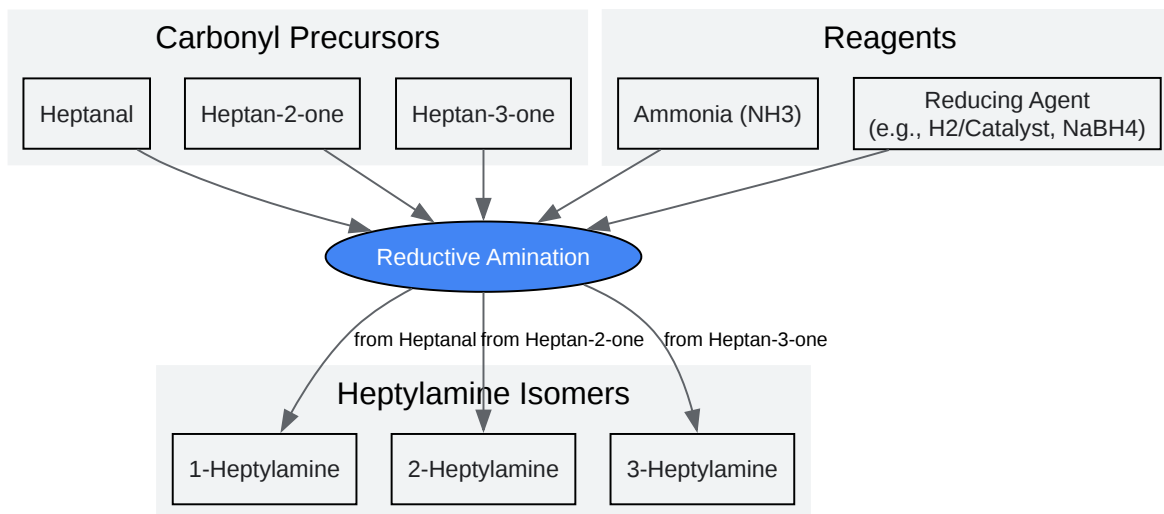 Carbonyl Precursors
Reagents
Heptanal
Heptan-2-one
Heptan-3-one
Ammonia (NH3)
Reducing Agent
(e.g., H2/Catalyst, NaBH4)
Reductive Amination
from Heptanal
from Heptan-2-one
from Heptan-3-one
Heptylamine Isomers
1-Heptylamine
2-Heptylamine
3-Heptylamine